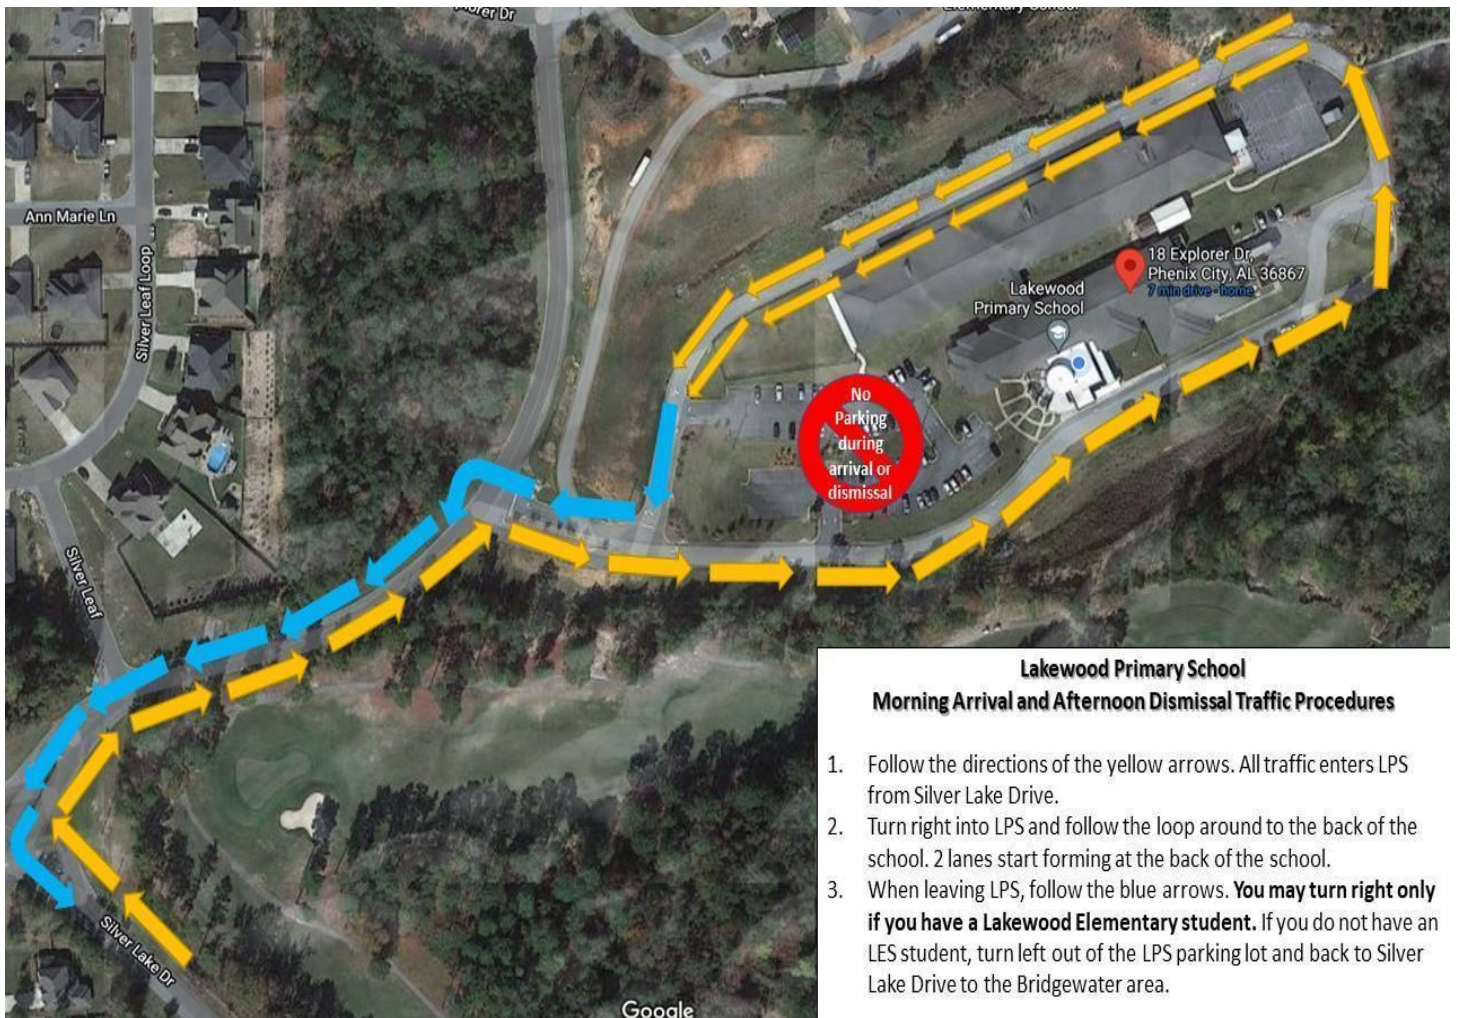 Explorer Dr
Elementary School
Ann Marie Ln
Silver Leaf Loop
18 Explorer Dr,
Phenix City, AL 36867
7 min drive - home
Lakewood
Primary School
No
Parking
during
arrival or
dismissal
Silver Leaf
Silver Lake Dr
Google
Lakewood Primary School
Morning Arrival and Afternoon Dismissal Traffic Procedures
1. Follow the directions of the yellow arrows. All traffic enters LPS
from Silver Lake Drive.
2. Turn right into LPS and follow the loop around to the back of the
school. 2 lanes start forming at the back of the school.
3. When leaving LPS, follow the blue arrows. You may turn right only
if you have a Lakewood Elementary student. If you do not have an
LES student, turn left out of the LPS parking lot and back to Silver
Lake Drive to the Bridgewater area.